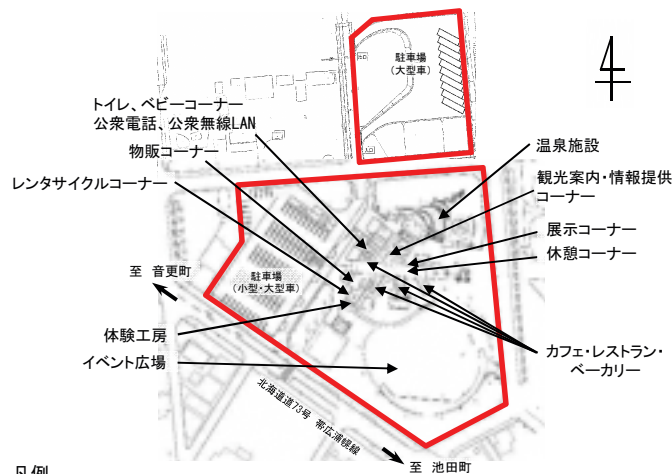 駐車場
(大型車)
トイレ、ベビーコーナー
公衆電話、公衆無線LAN
物販コーナー
レンタサイクルコーナー
温泉施設
観光案内・情報提供
コーナー
展示コーナー
休憩コーナー
至 音更町
駐車場
(小型・大型車)
体験工房
イベント広場
カフェ・レストラン・
ベーカリー
北海道道73号 帯広浦幌線
至 池田町
凡例